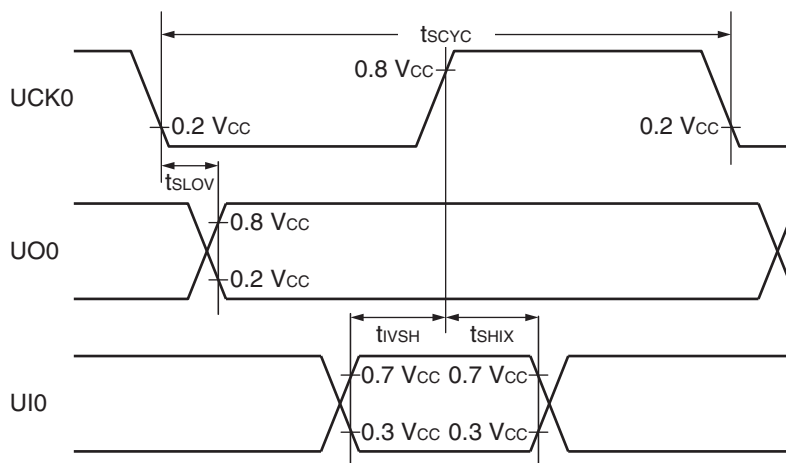 tSCYC
UCK0
0.8 VCC
0.2 VCC
0.2 VCC
tSLOV
UO0
0.8 VCC
0.2 VCC
tIVSH
tSHIX
UI0
0.7 VCC
0.7 VCC
0.3 VCC
0.3 VCC